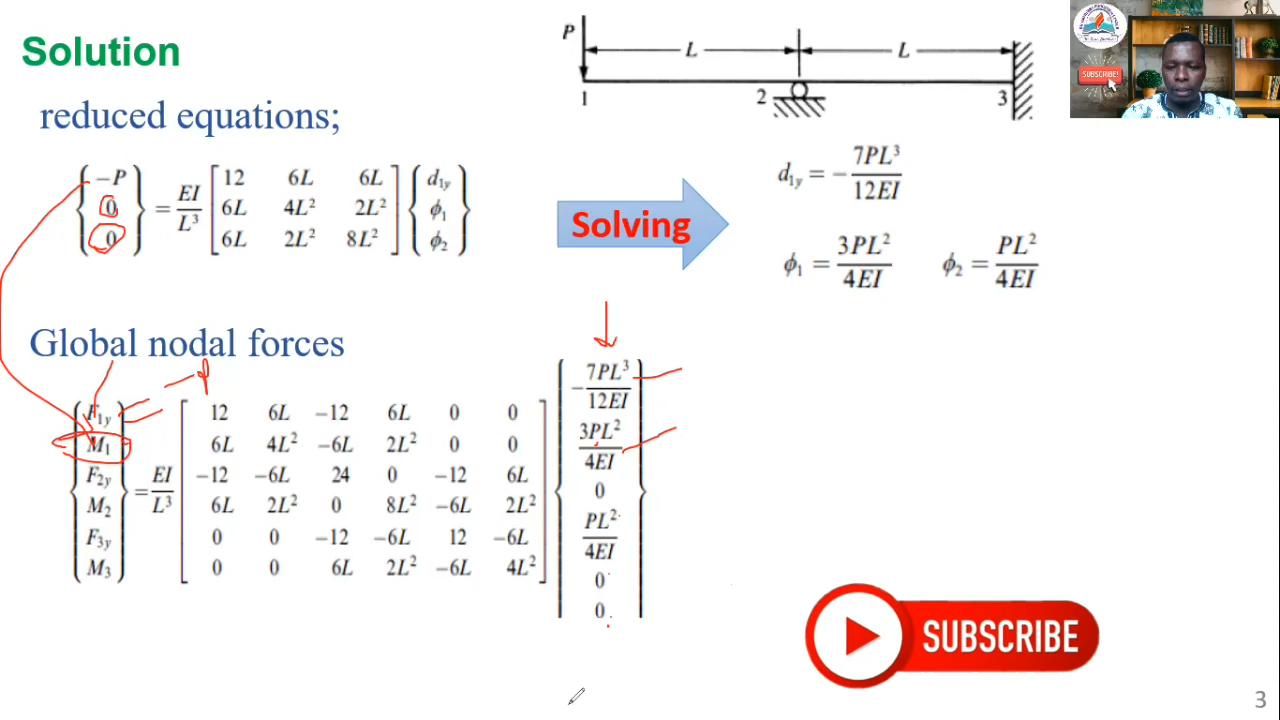 Solution
reduced equations;
{−P 0 0} = EI/L³ [12 6L 6L; 6L 4L² 2L²; 6L 2L² 8L²] {d₁y ϕ₁ ϕ₂}
P L L
1 2 3
Solving
d₁y = − 7PL³/12EI
ϕ₁ = 3PL²/4EI ϕ₂ = PL²/4EI
Global nodal forces
− P
{F₁y M₁ F₂y M₂ F₃y M₃} = EI/L³ [12 6L −12 6L 0 0; 6L 4L² −6L 2L² 0 0; −12 −6L 24 0 −12 6L; 6L 2L² 0 8L² −6L 2L²; 0 0 −12 −6L 12 −6L; 0 0 6L 2L² −6L 4L²] {−7PL³/12EI 3PL²/4EI 0 PL²/4EI 0 0}
SUBSCRIBE!
SUBSCRIBE
3